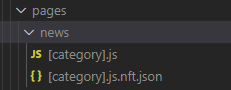 pages
news
JS [category].js
{ } [category].js.nft.json